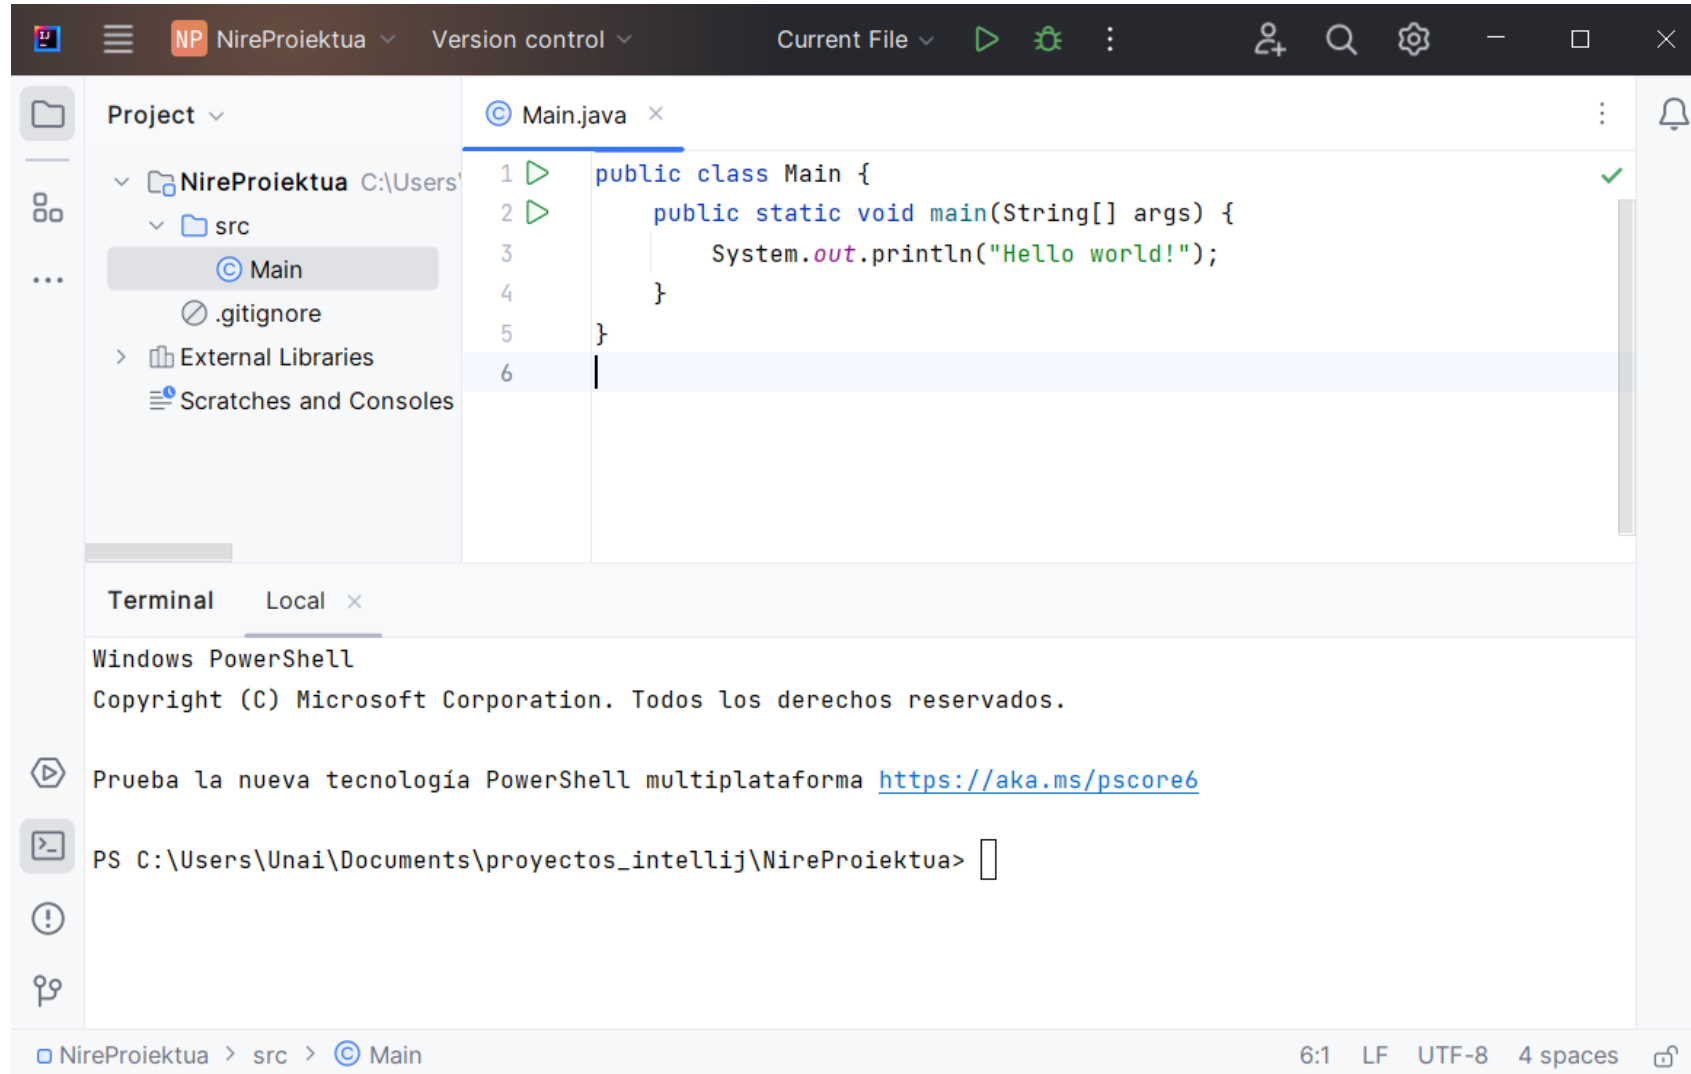 IJ
NP NireProiektua Version control Current File
Project
Main.java
NireProiektua C:\Users\
src
Main
.gitignore
External Libraries
Scratches and Consoles
1 public class Main {
2 public static void main(String[] args) {
3 System.out.println("Hello world!");
4 }
5 }
6
Terminal Local
Windows PowerShell
Copyright (C) Microsoft Corporation. Todos los derechos reservados.
Prueba la nueva tecnología PowerShell multiplataforma https://aka.ms/pscore6
PS C:\Users\Unai\Documents\proyectos_intellij\NireProiektua>
NireProiektua > src > Main
6:1 LF UTF-8 4 spaces